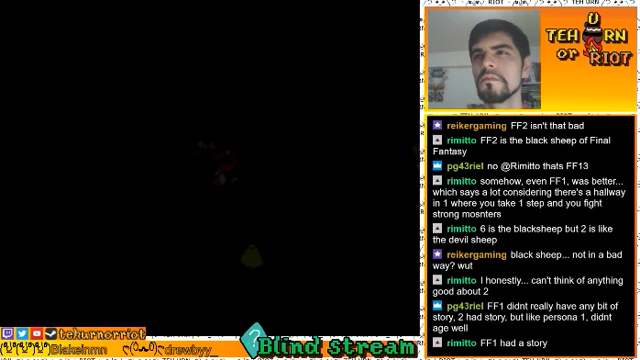 TEH URN
or RIOT
reikergaming FF2 isn't that bad
rimitto FF2 is the black sheep of Final
Fantasy
pg43riel no @Rimitto thats FF13
rimitto somehow, even FF1, was better...
which says a lot considering there's a hallway
in 1 where you take 1 step and you fight
strong mosnters
rimitto 6 is the blacksheep but 2 is like
the devil sheep
reikergaming black sheep... not in a bad
way? wut
rimitto I honestly... can't think of anything
good about 2
pg43riel FF1 didnt really have any bit of
story, 2 had story, but like persona 1, didnt
age well
rimitto FF1 had a story
tehurnorriot
Blakeinmn
drewbyy
? Blind Stream